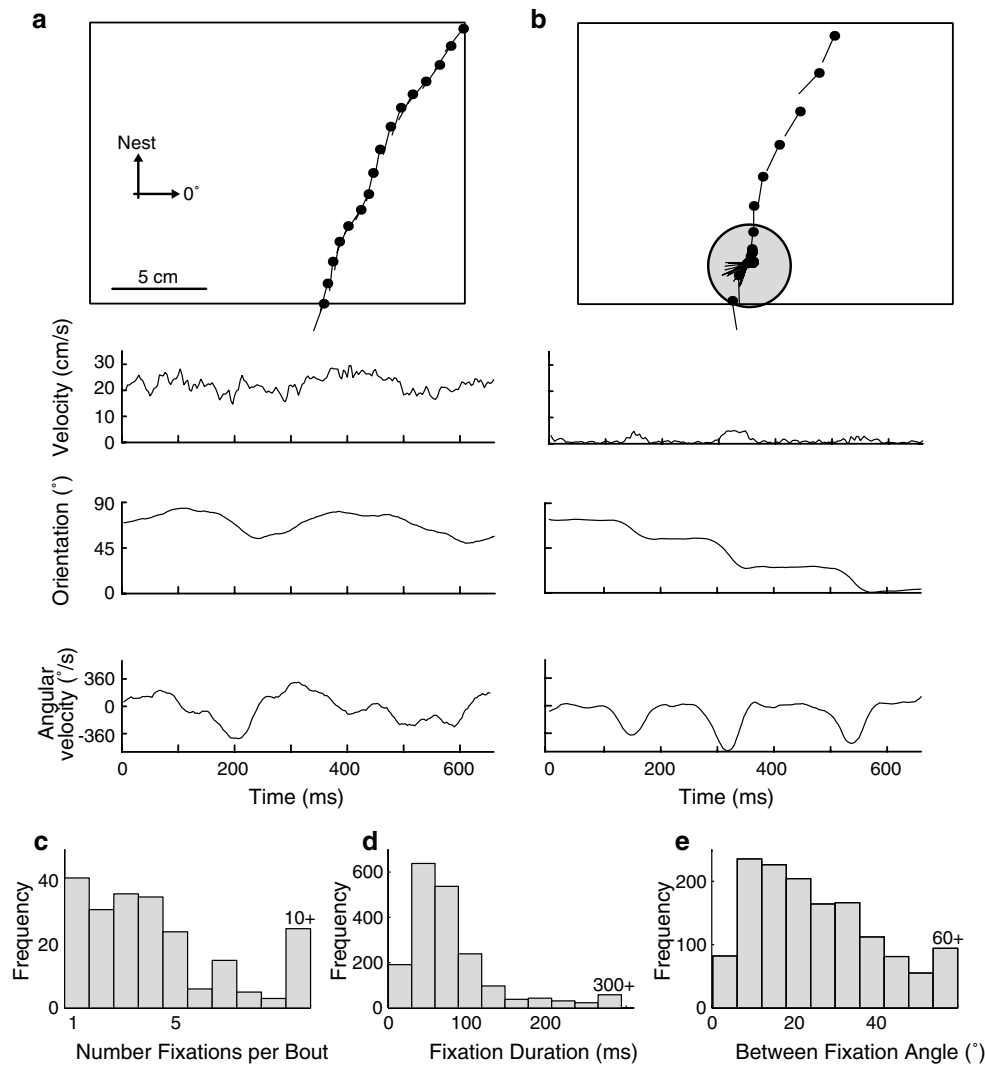 a
b
Nest
0°
5 cm
Velocity (cm/s)
30
20
10
0
Orientation (°)
90
45
0
Angular
velocity (°/s)
360
0
-360
0
200
400
600
0
200
400
600
Time (ms)
Time (ms)
c
d
e
Frequency
40
20
0
10+
1
5
Number Fixations per Bout
Frequency
600
400
200
0
300+
0
100
200
Fixation Duration (ms)
Frequency
200
100
0
60+
0
20
40
Between Fixation Angle (°)